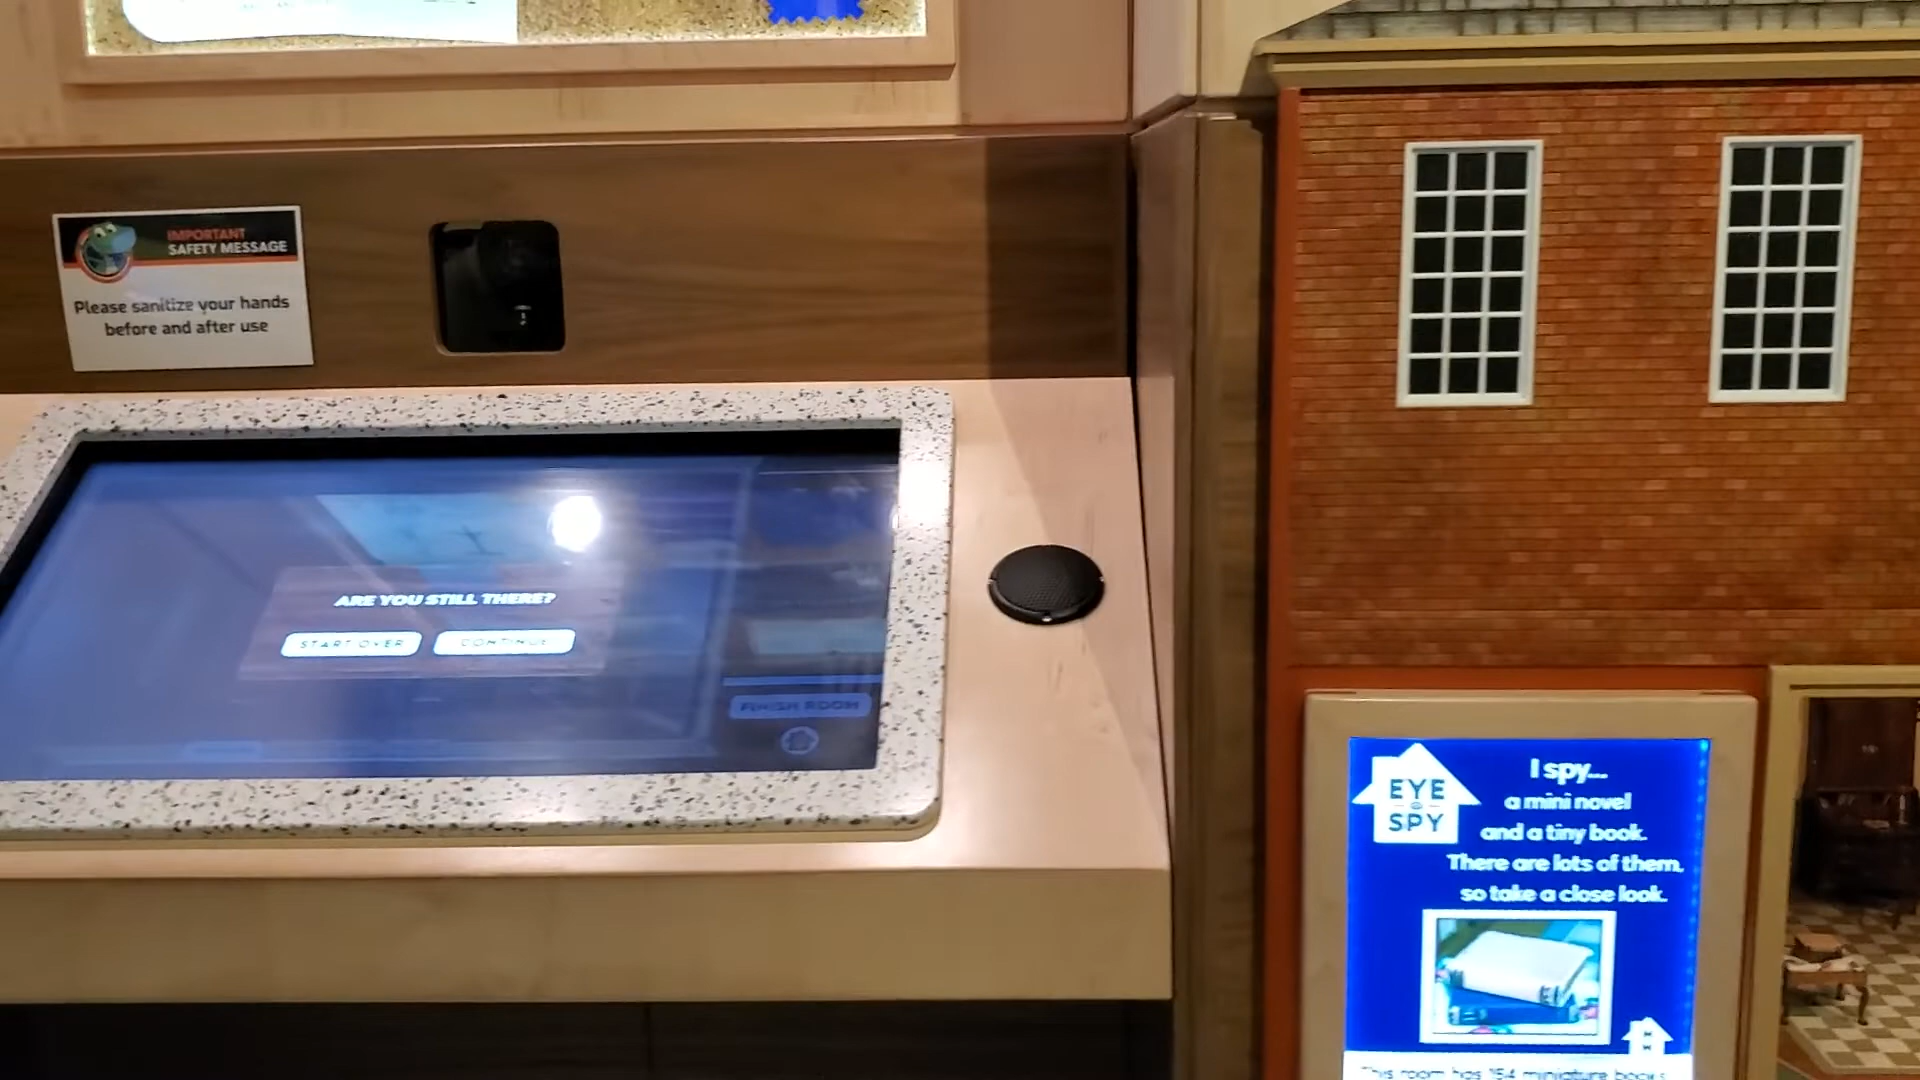 IMPORTANT
SAFETY MESSAGE
Please sanitize your hands
before and after use
ARE YOU STILL THERE?
START OVER
CONTINUE
FINISH ROOM
EYE
SPY
I spy...
a mini novel
and a tiny book.
There are lots of them,
so take a close look.
This room has 154 miniature books